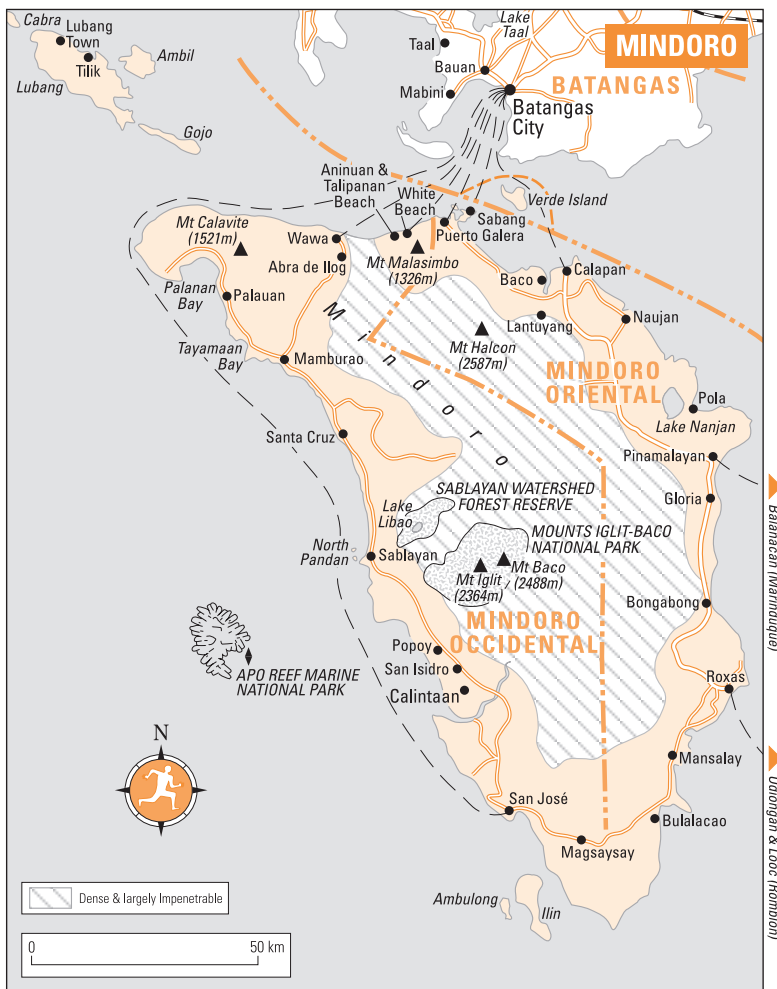 MINDORO
Cabra
Lubang
Town
Tilik
Lubang
Ambil
Gojo
Lake
Taal
Taal
Bauan
Mabini
BATANGAS
Batangas
City
Aninuan &
Talipanan
Beach
White
Beach
Verde Island
Sabang
Puerto Galera
Mt Calavite
(1521m)
Wawa
Abra de Ilog
Mt Malasimbo
(1326m)
Baco
Calapan
Palanan
Bay
Palauan
Lantuyang
Naujan
Mt Halcon
(2587m)
Tayamaan
Bay
Mamburao
Mindoro
MINDORO
ORIENTAL
Pola
Lake Nanjan
Santa Cruz
Pinamalayan
SABLAYAN WATERSHED
FOREST RESERVE
Gloria
Lake
Libao
MOUNTS IGLIT-BACO
NATIONAL PARK
North
Pandan
Sablayan
Mt Baco
(2488m)
Mt Iglit
(2364m)
Balanacan (Marinduque)
Bongabong
MINDORO
OCCIDENTAL
Popoy
San Isidro
Calintaan
APO REEF MARINE
NATIONAL PARK
Roxas
N
Mansalay
San José
Bulalacao
Magsaysay
Odiongan & Looc (Romblon)
Ambulong
Ilin
Dense & largely Impenetrable
0 50 km